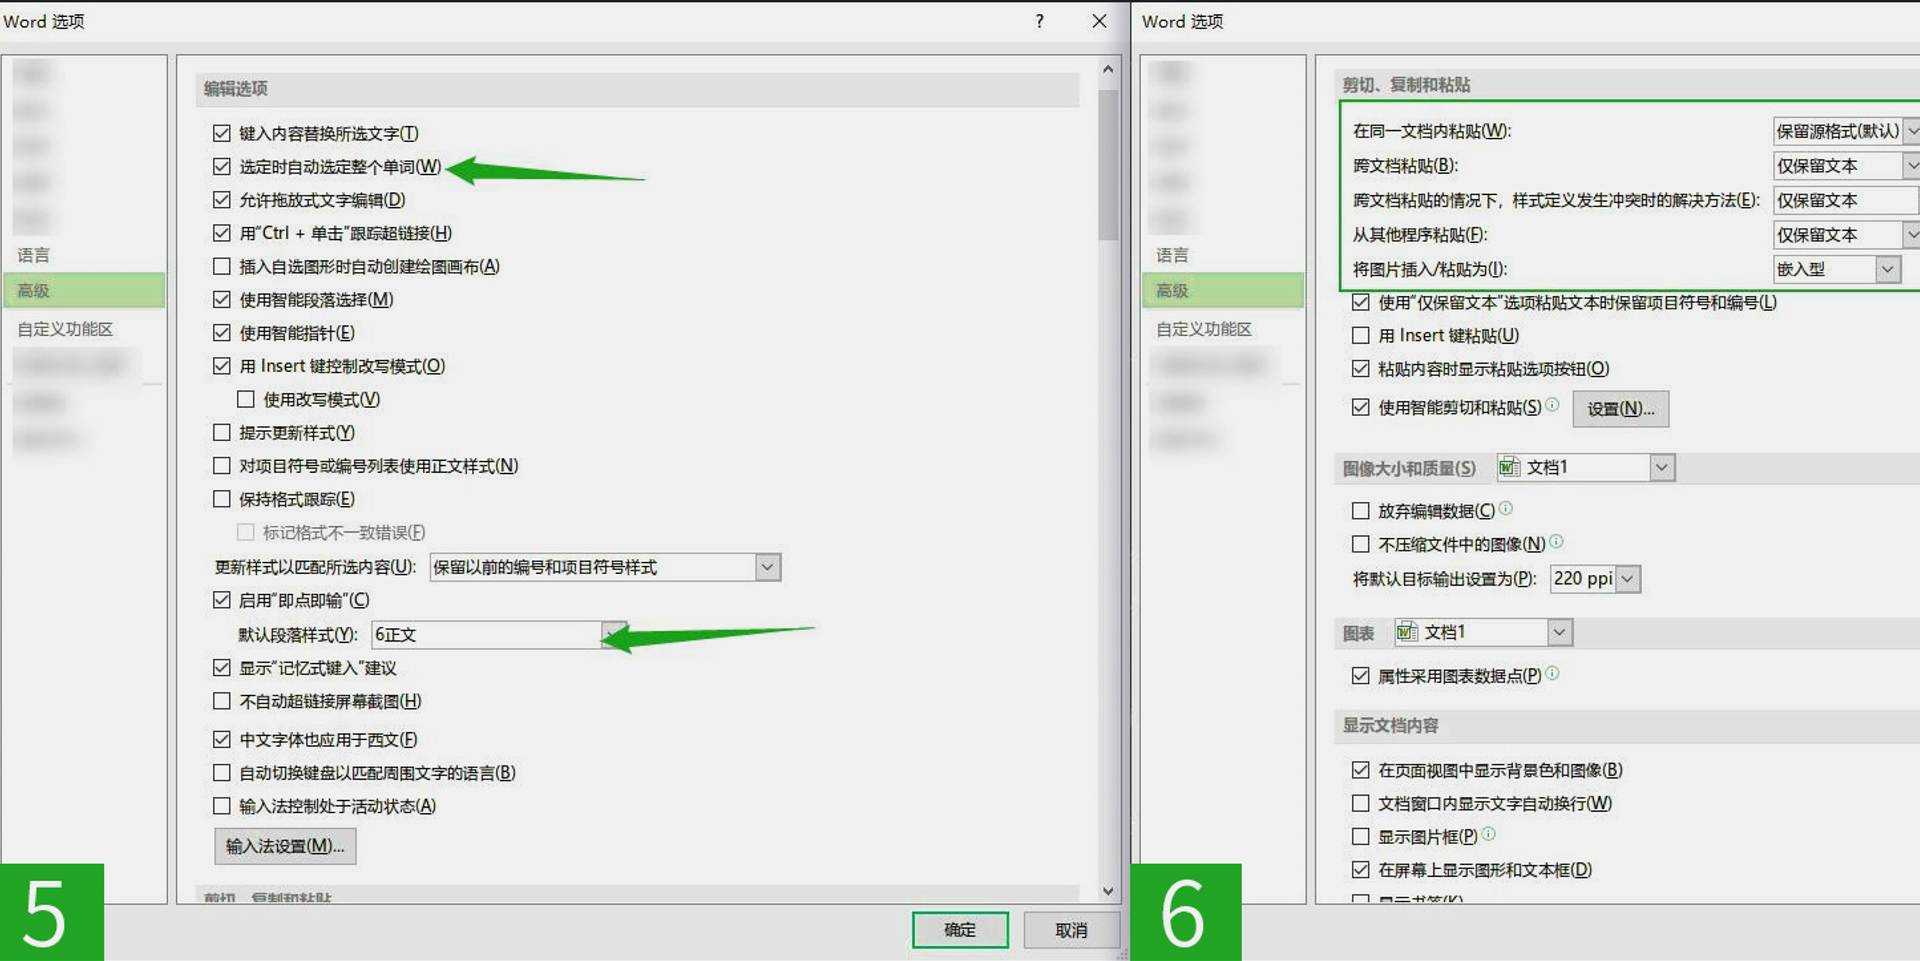 Word 选项
?
语言
高级
自定义功能区
编辑选项
键入内容替换所选文字(T)
选定时自动选定整个单词(W)
允许拖放式文字编辑(D)
用"Ctrl + 单击"跟踪超链接(H)
插入自选图形时自动创建绘图画布(A)
使用智能段落选择(M)
使用智能指针(E)
用 Insert 键控制改写模式(O)
使用改写模式(V)
提示更新样式(Y)
对项目符号或编号列表使用正文样式(N)
保持格式跟踪(E)
标记格式不一致错误(F)
更新样式以匹配所选内容(U): 保留以前的编号和项目符号样式
启用"即点即输"(C)
默认段落样式(Y): 6正文
显示"记忆式键入"建议
不自动超链接屏幕截图(H)
中文字体也应用于西文(F)
自动切换键盘以匹配周围文字的语言(B)
输入法控制处于活动状态(A)
输入法设置(M)...
剪切、复制和粘贴
确定
取消
5
Word 选项
语言
高级
自定义功能区
剪切、复制和粘贴
在同一文档内粘贴(W): 保留源格式(默认)
跨文档粘贴(B): 仅保留文本
跨文档粘贴的情况下，样式定义发生冲突时的解决方法(E): 仅保留文本
从其他程序粘贴(F): 仅保留文本
将图片插入/粘贴为(I): 嵌入型
使用"仅保留文本"选项粘贴文本时保留项目符号和编号(L)
用 Insert 键粘贴(U)
粘贴内容时显示粘贴选项按钮(O)
使用智能剪切和粘贴(S) 设置(N)...
图像大小和质量(S) 文档1
放弃编辑数据(C)
不压缩文件中的图像(N)
将默认目标输出设置为(P): 220 ppi
图表 文档1
属性采用图表数据点(P)
显示文档内容
在页面视图中显示背景色和图像(B)
文档窗口内显示文字自动换行(W)
显示图片框(P)
在屏幕上显示图形和文本框(D)
显示书签(K)
6